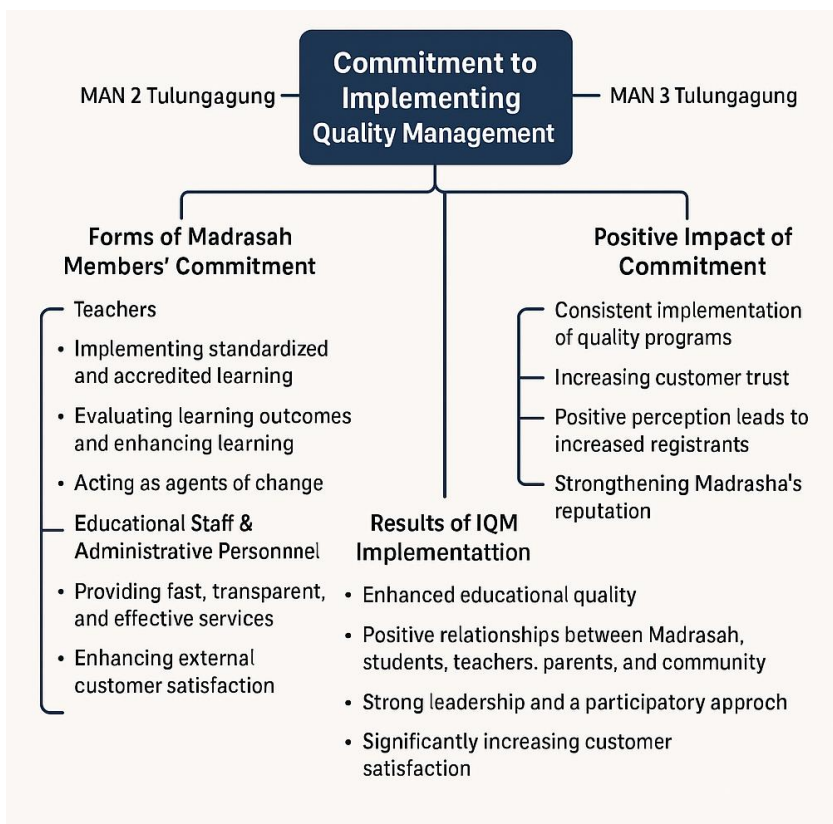 Commitment to
Implementing
Quality Management
MAN 2 Tulungagung
MAN 3 Tulungagung
Forms of Madrasah
Members' Commitment
Teachers
• Implementing standardized
and accredited learning
• Evaluating learning outcomes
and enhancing learning
• Acting as agents of change
Educational Staff &
Administrative Personnnel
• Providing fast, transparent,
and effective services
• Enhancing external
customer satisfaction
Results of IQM
Implementattion
• Enhanced educational quality
• Positive relationships between Madrasah,
students, teachers. parents, and community
• Strong leadership and a participatory approch
• Significantly increasing customer
satisfaction
Positive Impact of
Commitment
Consistent implementation
of quality programs
Increasing customer trust
Positive perception leads to
increased registrants
Strengthening Madrasha's
reputation